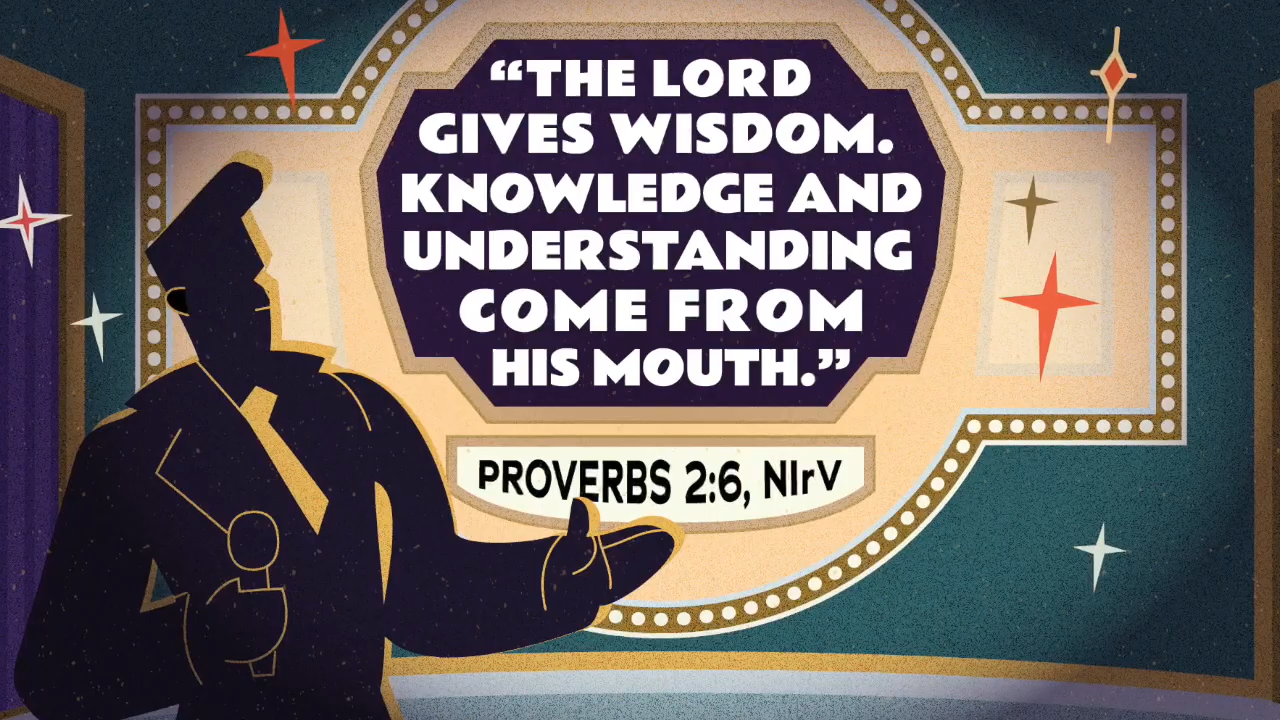 “THE LORD
GIVES WISDOM.
KNOWLEDGE AND
UNDERSTANDING
COME FROM
HIS MOUTH.”
PROVERBS 2:6, NIrV